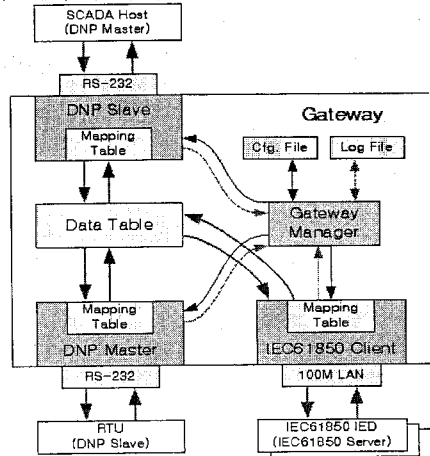 SCADA Host
(DNP Master)
RS-232
DNP Slave
Mapping
Table
Gateway
Cfg. File
Log File
Data Table
Gateway
Manager
Mapping
Table
DNP Master
Mapping
Table
IEC61850 Client
RS-232
100M LAN
RTU
(DNP Slave)
IEC61850 IED
(IEC61850 Server)